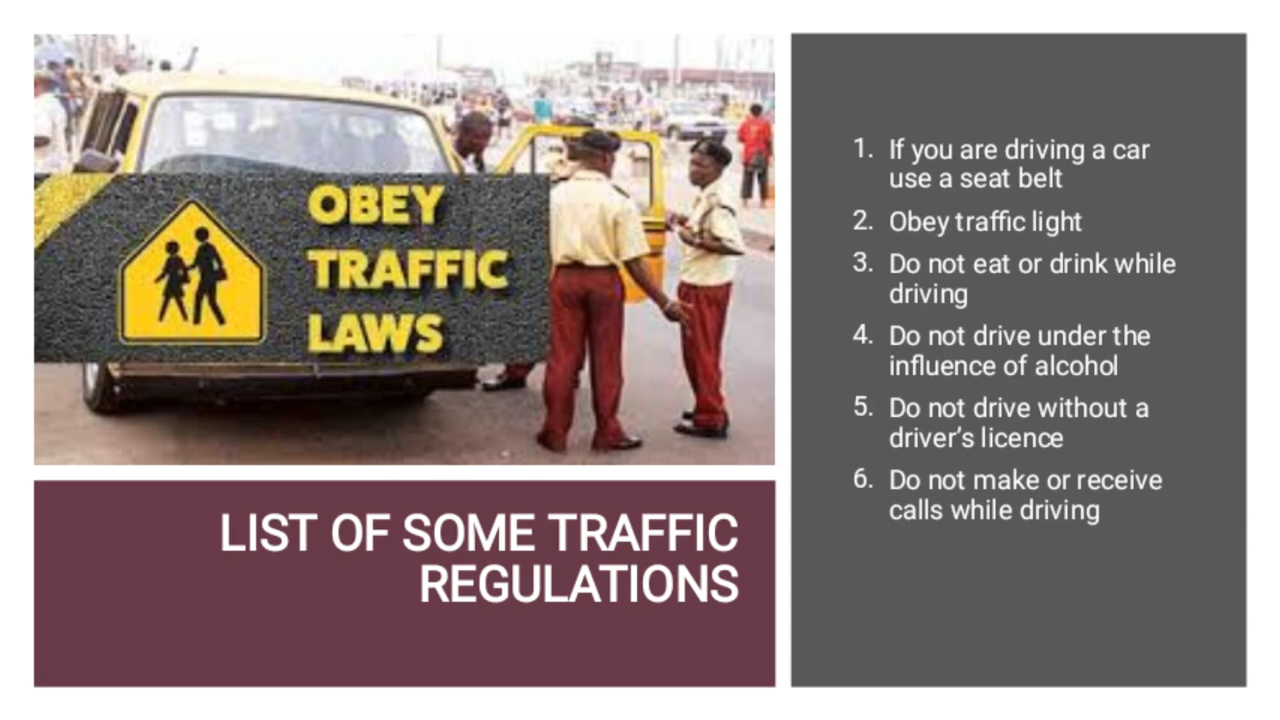 OBEY
TRAFFIC
LAWS
LIST OF SOME TRAFFIC
REGULATIONS
1. If you are driving a car
use a seat belt
2. Obey traffic light
3. Do not eat or drink while
driving
4. Do not drive under the
influence of alcohol
5. Do not drive without a
driver’s licence
6. Do not make or receive
calls while driving